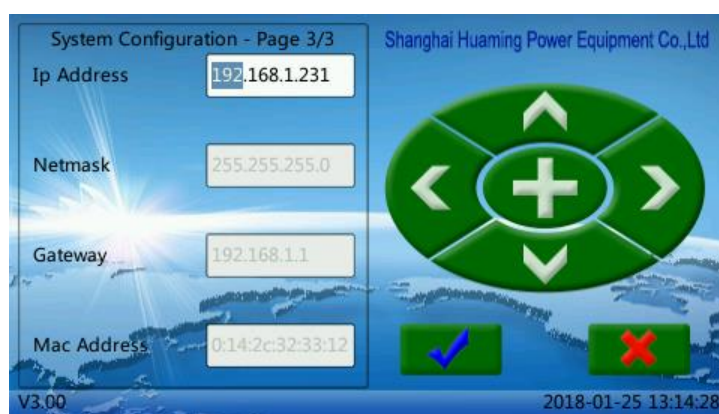 System Configuration - Page 3/3
Shanghai Huaming Power Equipment Co.,Ltd
Ip Address
192.168.1.231
Netmask
255.255.255.0
Gateway
192.168.1.1
Mac Address
0:14:2c:32:33:12
V3.00
2018-01-25 13:14:28